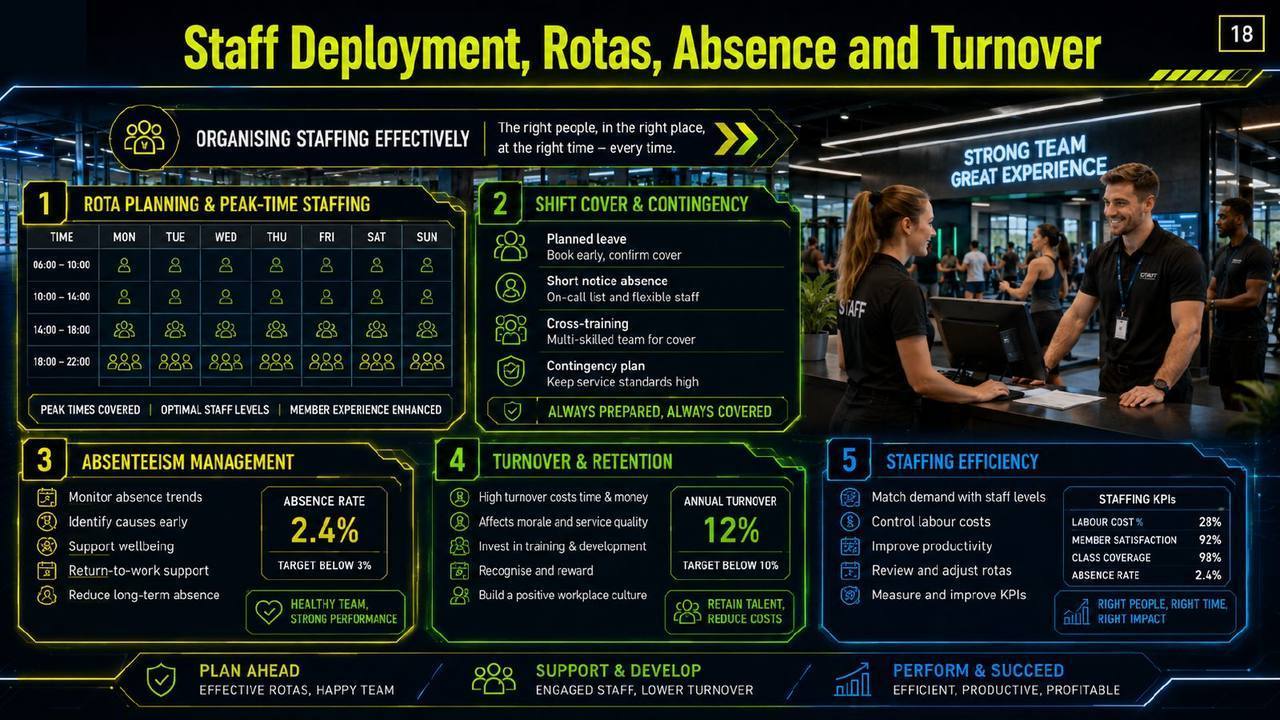 Staff Deployment, Rotas, Absence and Turnover
18
ORGANISING STAFFING EFFECTIVELY
The right people, in the right place,
at the right time – every time.
STRONG TEAM
GREAT EXPERIENCE
STAFF
1 ROTA PLANNING & PEAK-TIME STAFFING
TIME MON TUE WED THU FRI SAT SUN
06:00 – 10:00
10:00 – 14:00
14:00 – 18:00
18:00 – 22:00
PEAK TIMES COVERED | OPTIMAL STAFF LEVELS | MEMBER EXPERIENCE ENHANCED
2 SHIFT COVER & CONTINGENCY
Planned leave
Book early, confirm cover
Short notice absence
On-call list and flexible staff
Cross-training
Multi-skilled team for cover
Contingency plan
Keep service standards high
ALWAYS PREPARED, ALWAYS COVERED
3 ABSENTEEISM MANAGEMENT
Monitor absence trends
Identify causes early
Support wellbeing
Return-to-work support
Reduce long-term absence
ABSENCE RATE
2.4%
TARGET BELOW 3%
HEALTHY TEAM,
STRONG PERFORMANCE
4 TURNOVER & RETENTION
High turnover costs time & money
Affects morale and service quality
Invest in training & development
Recognise and reward
Build a positive workplace culture
ANNUAL TURNOVER
12%
TARGET BELOW 10%
RETAIN TALENT,
REDUCE COSTS
5 STAFFING EFFICIENCY
Match demand with staff levels
Control labour costs
Improve productivity
Review and adjust rotas
Measure and improve KPIs
STAFFING KPIs
LABOUR COST % 28%
MEMBER SATISFACTION 92%
CLASS COVERAGE 98%
ABSENCE RATE 2.4%
RIGHT PEOPLE, RIGHT TIME,
RIGHT IMPACT
PLAN AHEAD
EFFECTIVE ROTAS, HAPPY TEAM
SUPPORT & DEVELOP
ENGAGED STAFF, LOWER TURNOVER
PERFORM & SUCCEED
EFFICIENT, PRODUCTIVE, PROFITABLE